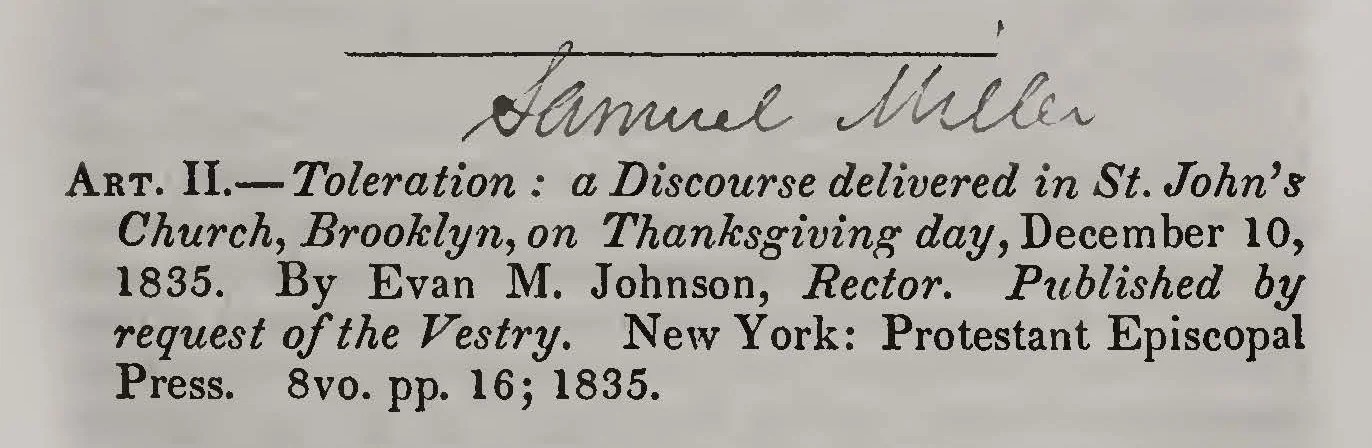 Samuel Miller
ART. II.—Toleration : a Discourse delivered in St. John's
Church, Brooklyn, on Thanksgiving day, December 10,
1835. By Evan M. Johnson, Rector. Published by
request of the Vestry. New York: Protestant Episcopal
Press. 8vo. pp. 16; 1835.